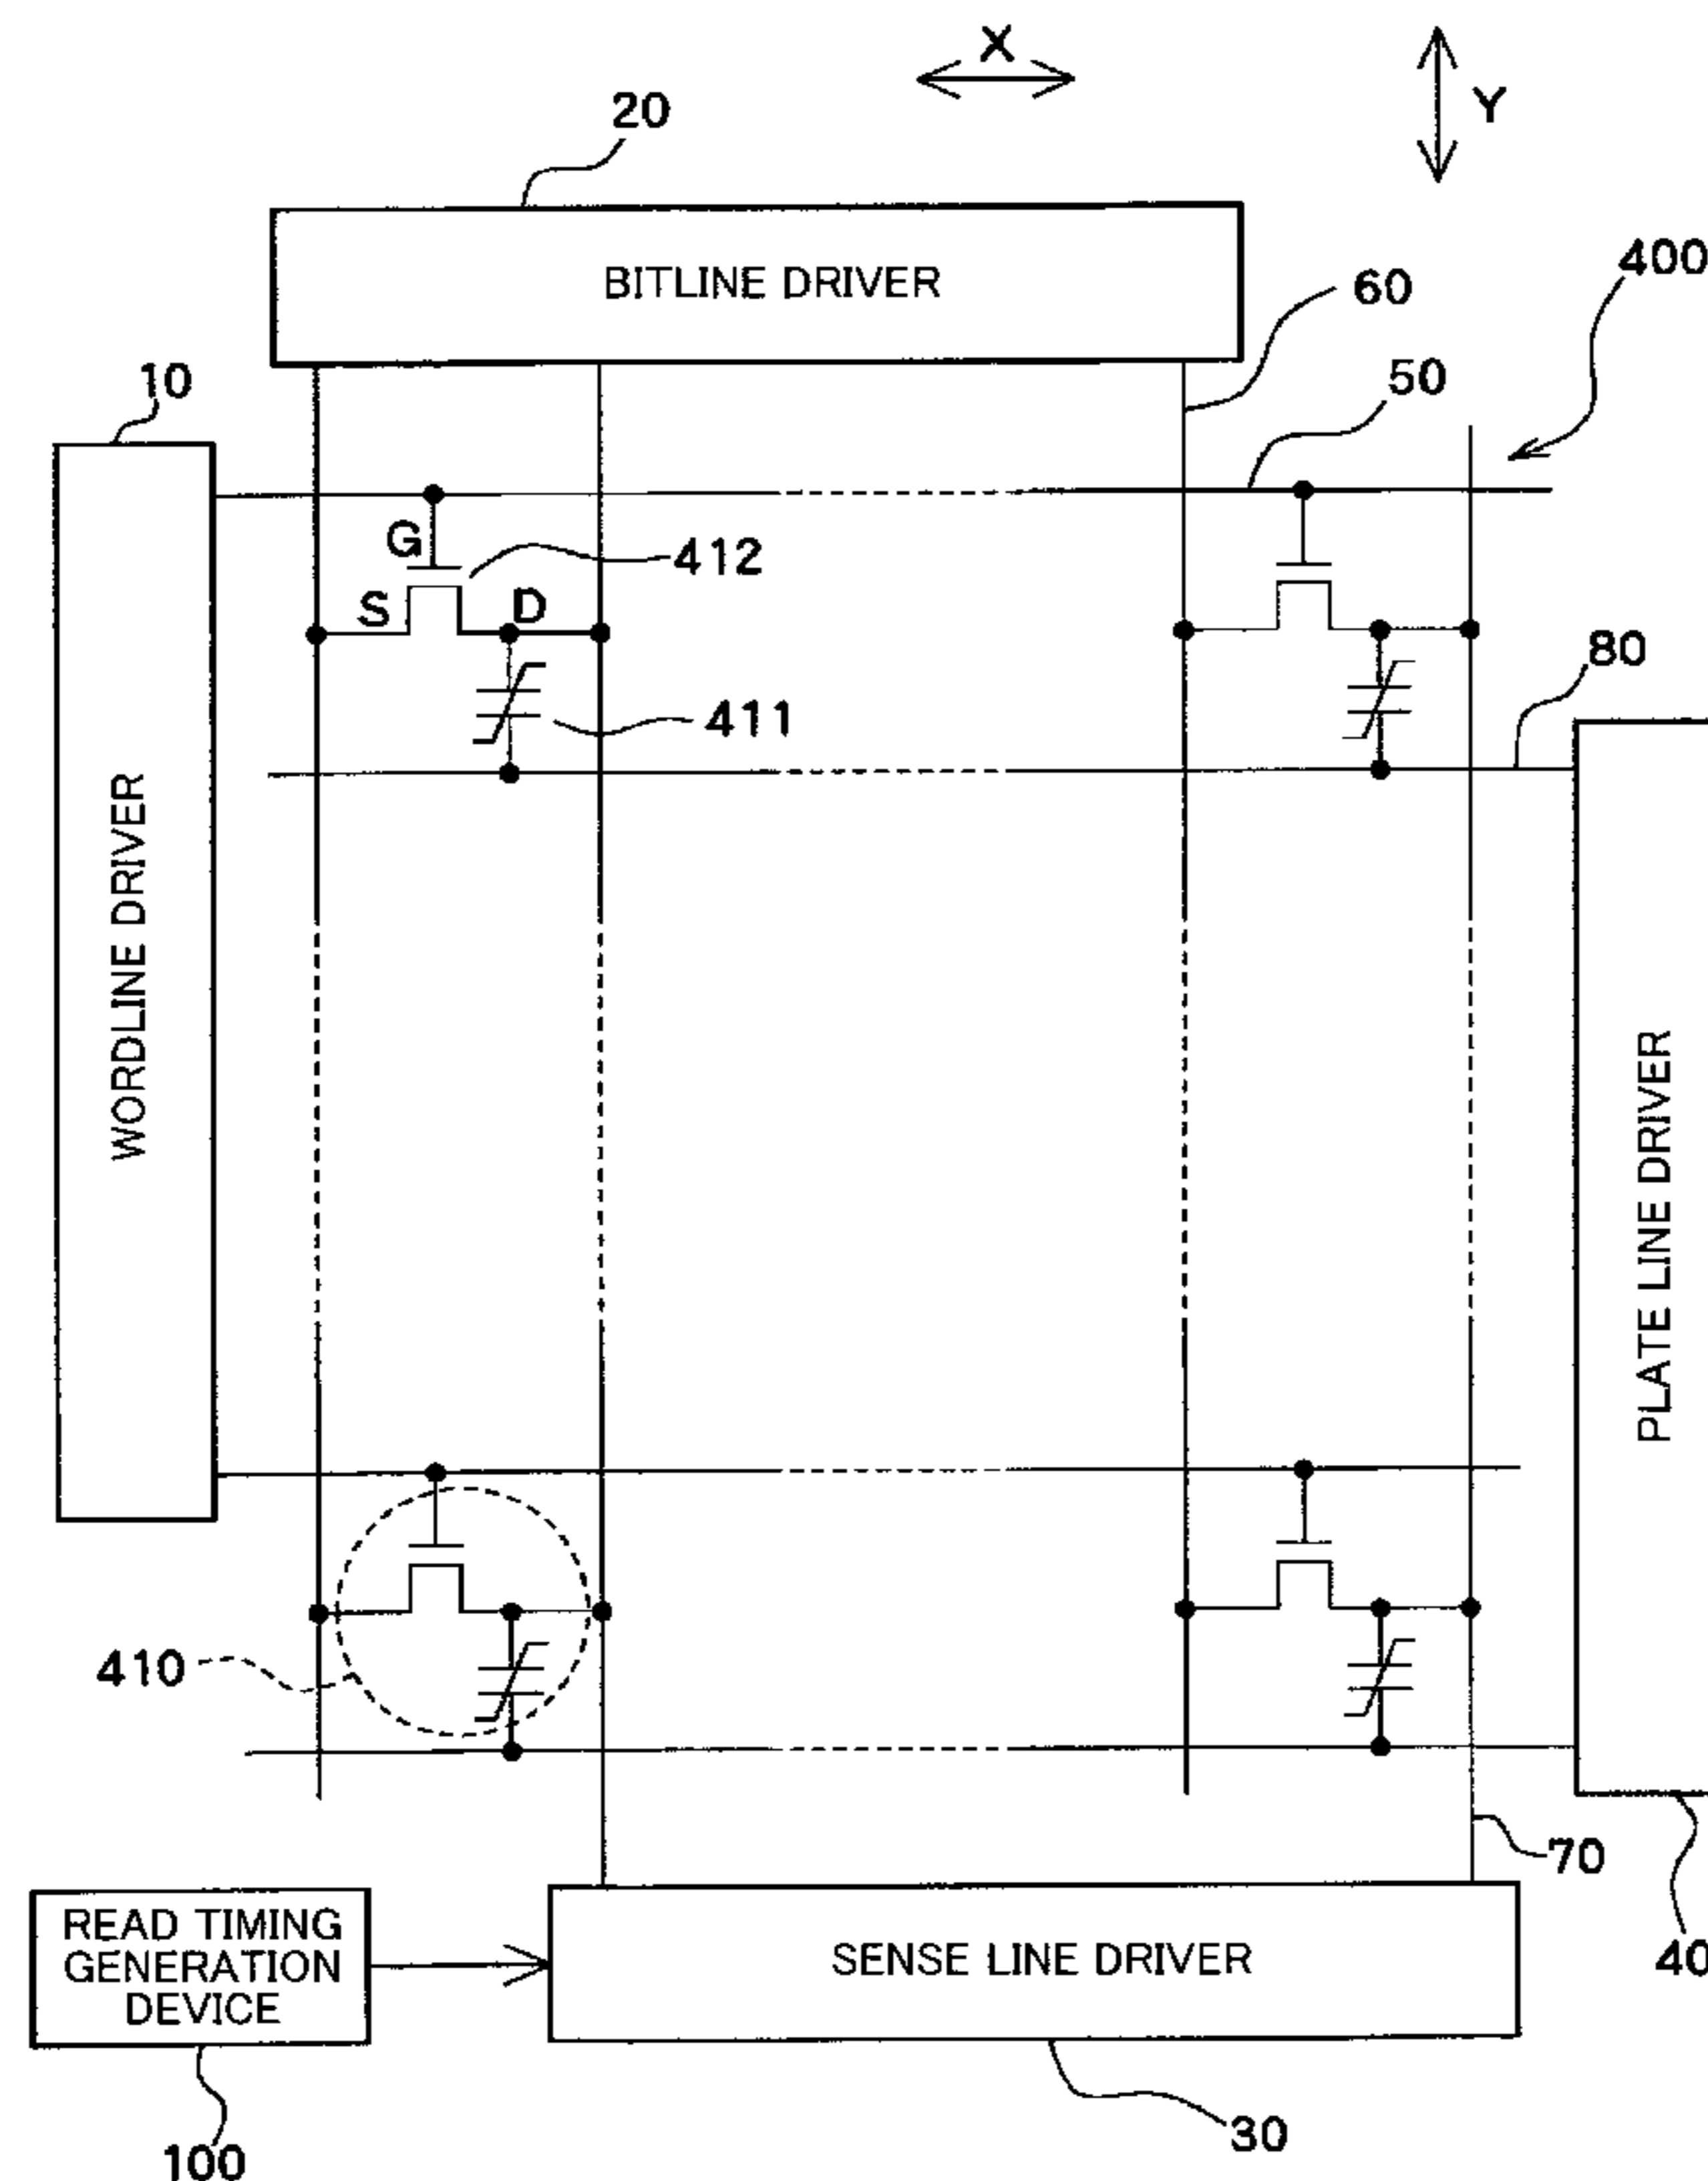 X
Y
20
BITLINE DRIVER
400
60
50
10
G
412
S
D
80
411
WORDLINE DRIVER
PLATE LINE DRIVER
410
70
READ TIMING
GENERATION
DEVICE
SENSE LINE DRIVER
40
30
100